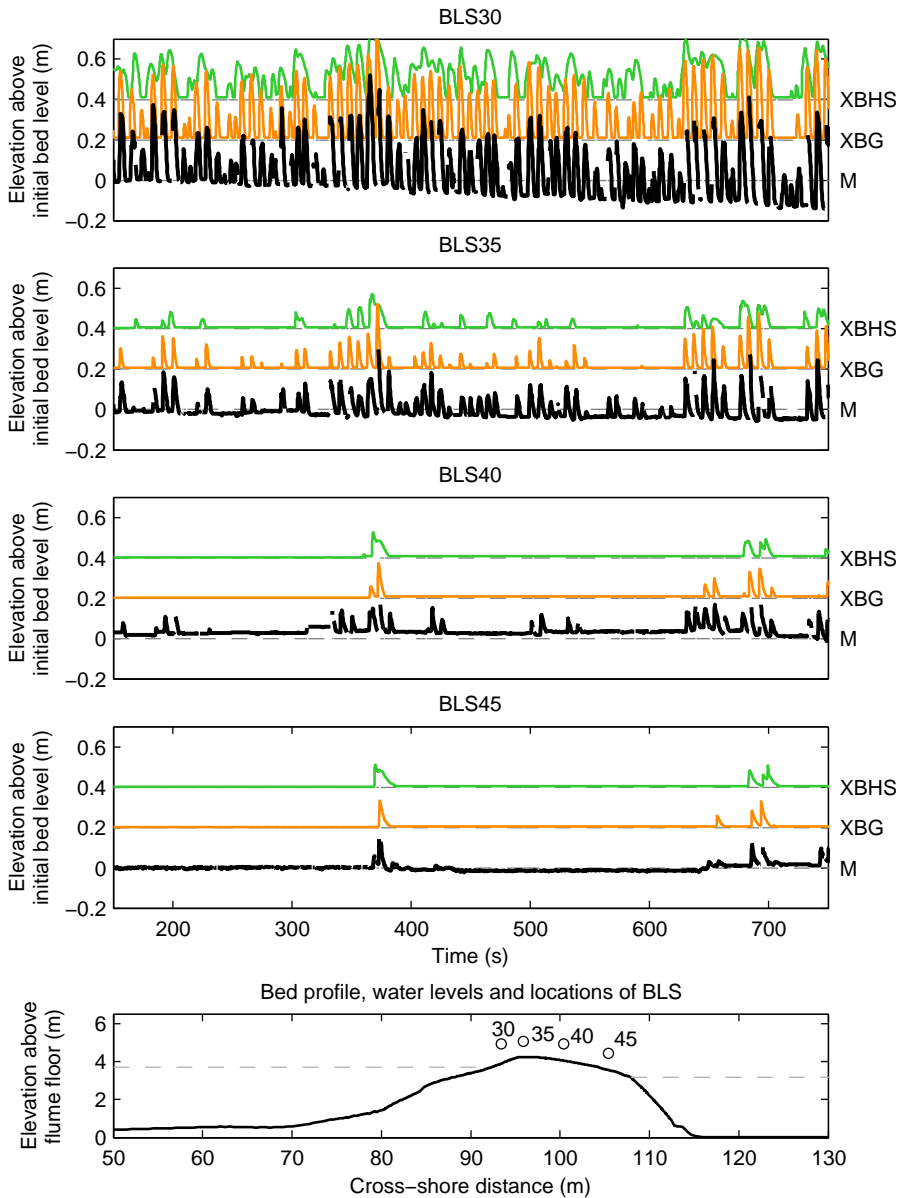 BLS30
Elevation above
initial bed level (m)
0.6
0.4
0.2
0
−0.2
XBHS
XBG
M
BLS35
Elevation above
initial bed level (m)
0.6
0.4
0.2
0
−0.2
XBHS
XBG
M
BLS40
Elevation above
initial bed level (m)
0.6
0.4
0.2
0
−0.2
XBHS
XBG
M
BLS45
Elevation above
initial bed level (m)
0.6
0.4
0.2
0
−0.2
XBHS
XBG
M
200 300 400 500 600 700
Time (s)
Bed profile, water levels and locations of BLS
Elevation above
flume floor (m)
6
4
2
0
30 35 40 45
50 60 70 80 90 100 110 120 130
Cross−shore distance (m)